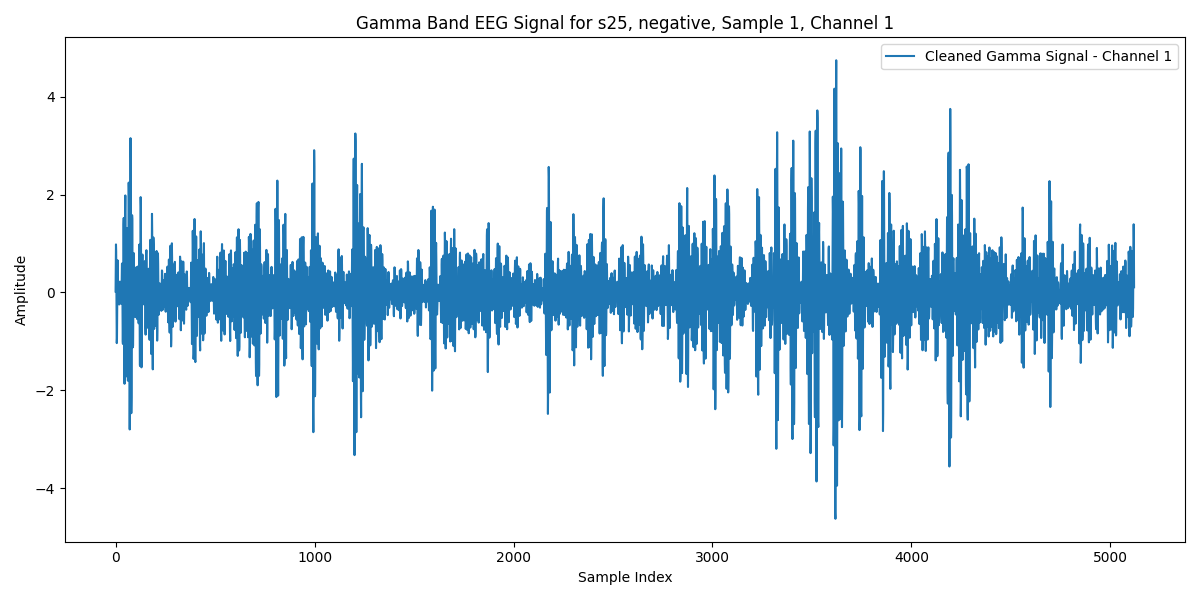 Gamma Band EEG Signal for s25, negative, Sample 1, Channel 1
Cleaned Gamma Signal - Channel 1
Amplitude
4
2
0
−2
−4
0 1000 2000 3000 4000 5000
Sample Index